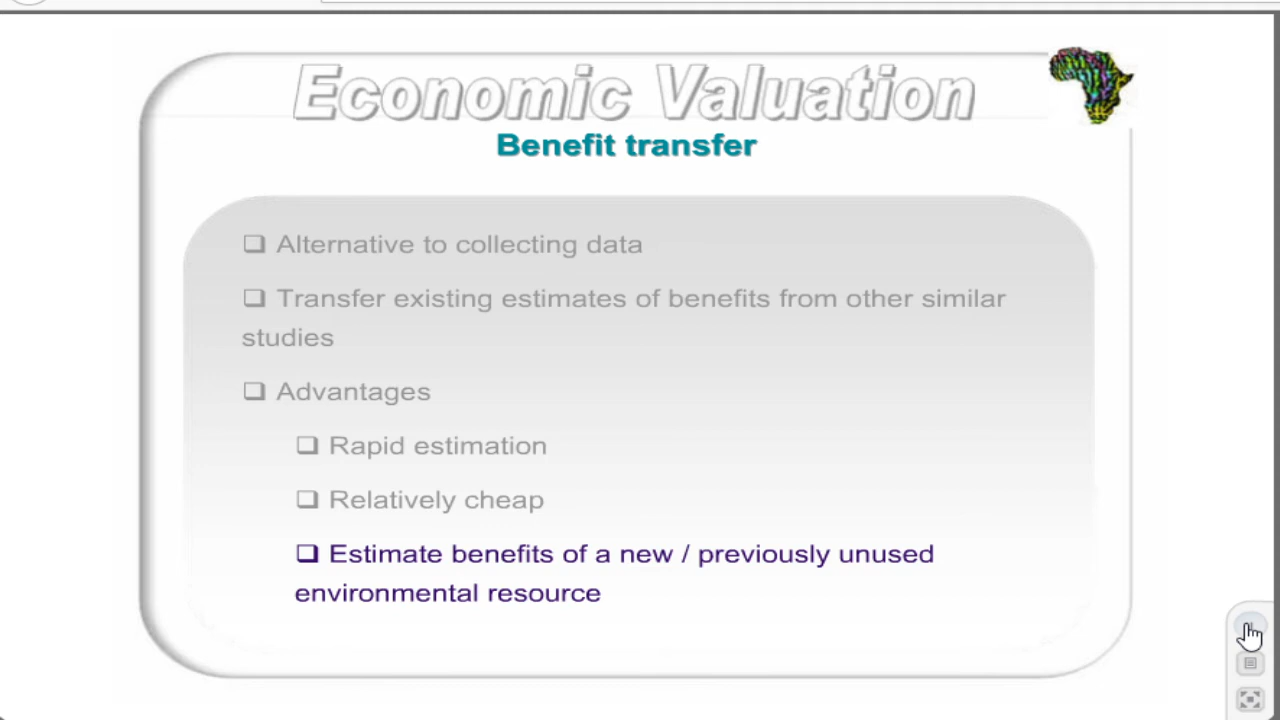 Economic Valuation
Benefit transfer
❑ Alternative to collecting data
❑ Transfer existing estimates of benefits from other similar
studies
❑ Advantages
❑ Rapid estimation
❑ Relatively cheap
❑ Estimate benefits of a new / previously unused
environmental resource